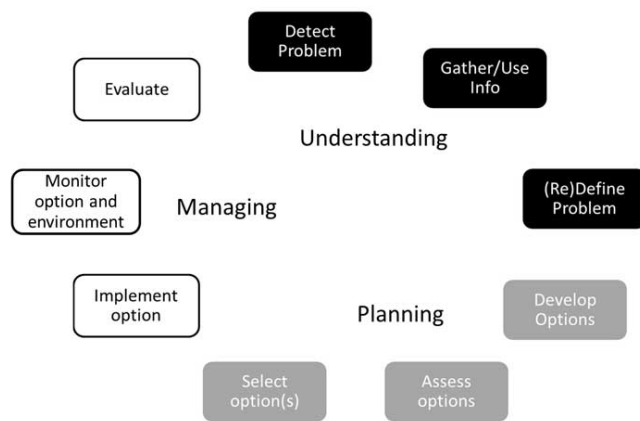 Detect
Problem
Gather/Use
Info
Evaluate
Understanding
(Re)Define
Problem
Monitor
option and
environment
Managing
Develop
Options
Implement
option
Planning
Assess
options
Select
option(s)